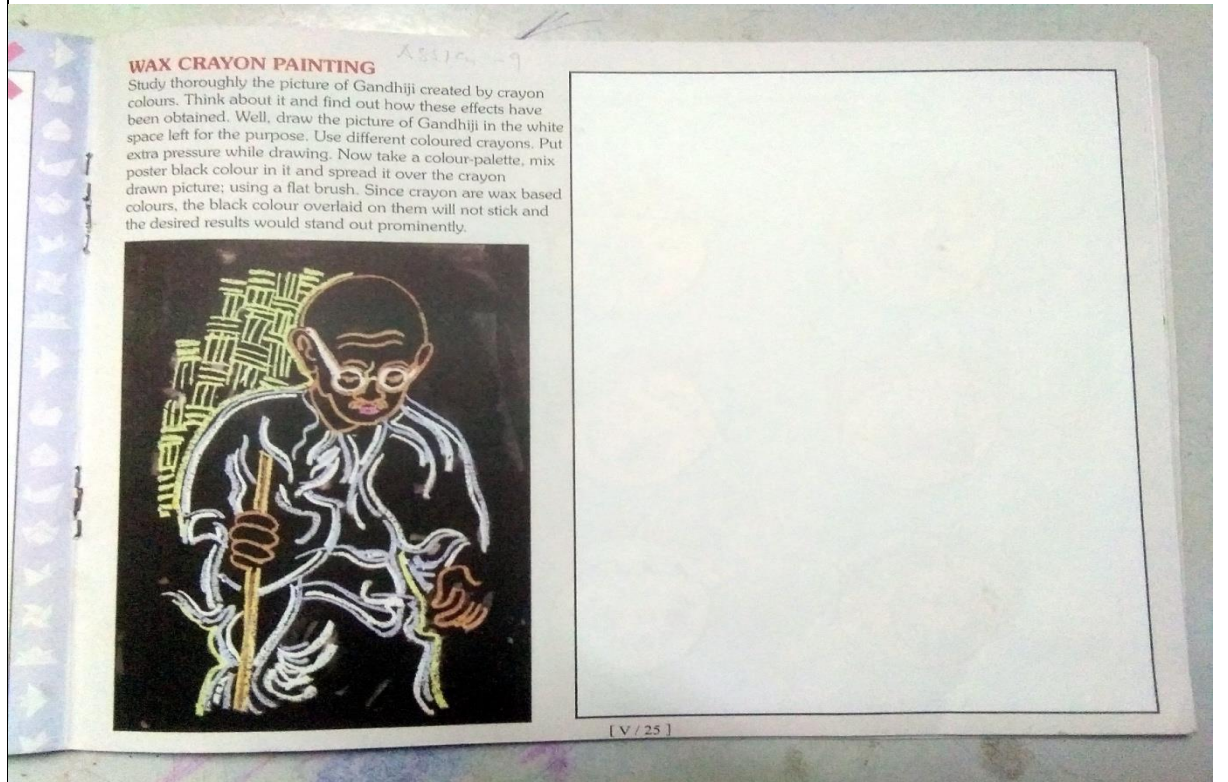 WAX CRAYON PAINTING
Study thoroughly the picture of Gandhiji created by crayon
colours. Think about it and find out how these effects have
been obtained. Well, draw the picture of Gandhiji in the white
space left for the purpose. Use different coloured crayons. Put
extra pressure while drawing. Now take a colour-palette, mix
poster black colour in it and spread it over the crayon
drawn picture; using a flat brush. Since crayon are wax based
colours, the black colour overlaid on them will not stick and
the desired results would stand out prominently.
[ V / 25 ]